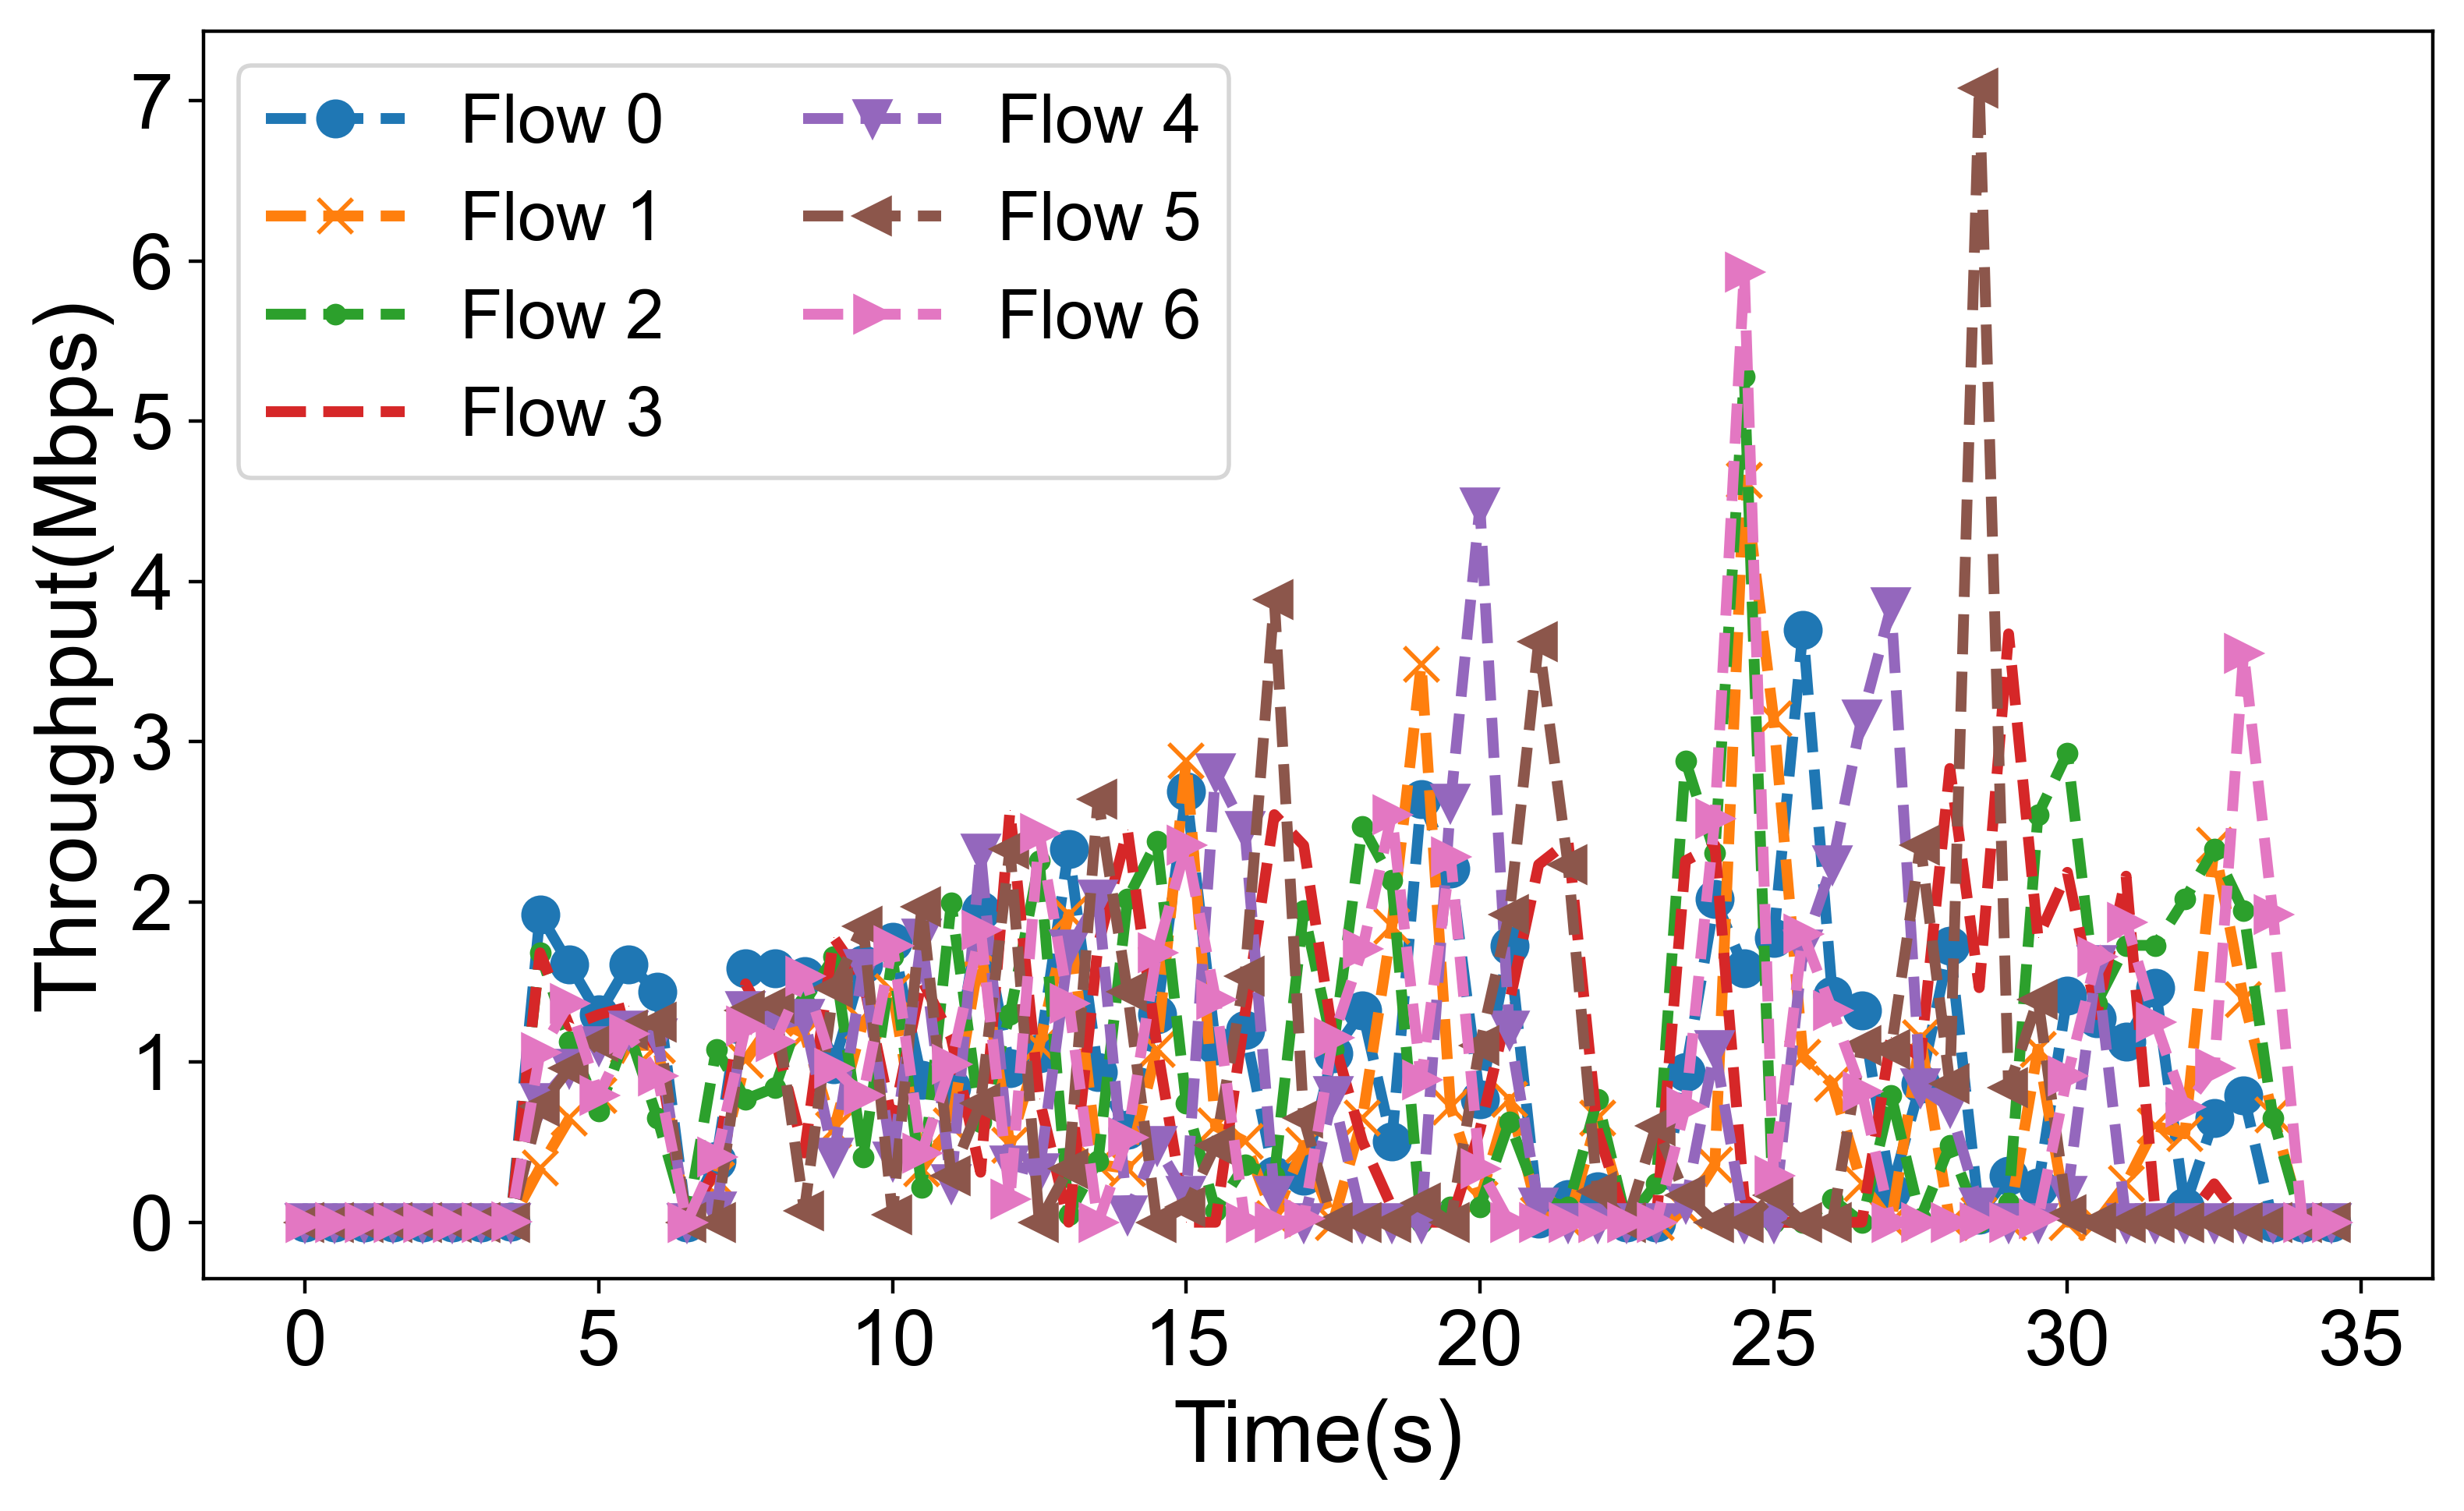 Throughput(Mbps)
7
6
5
4
3
2
1
0
Flow 0
Flow 1
Flow 2
Flow 3
Flow 4
Flow 5
Flow 6
0 5 10 15 20 25 30 35
Time(s)